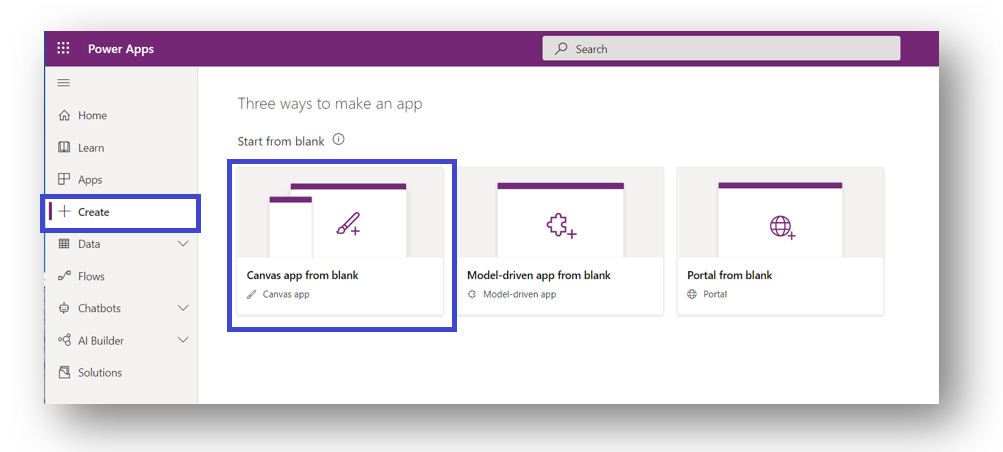 Power Apps
Search
Home
Learn
Apps
Create
Data
Flows
Chatbots
AI Builder
Solutions
Three ways to make an app
Start from blank
Canvas app from blank
Canvas app
Model-driven app from blank
Model-driven app
Portal from blank
Portal